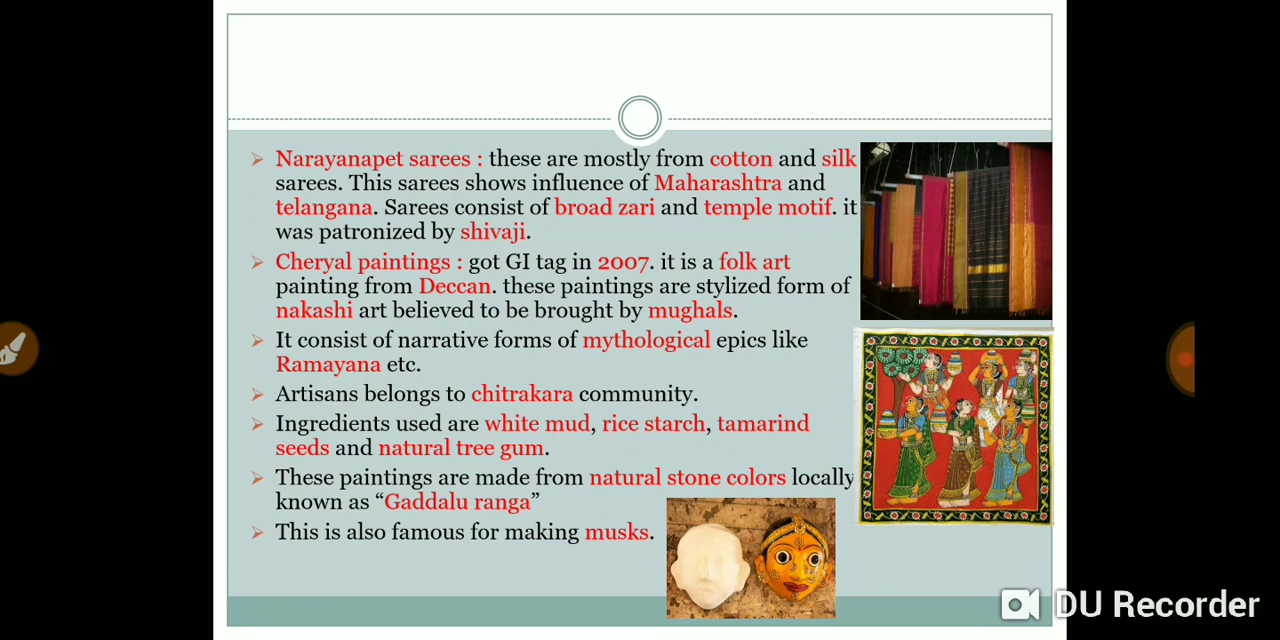 Narayanapet sarees : these are mostly from cotton and silk
sarees. This sarees shows influence of Maharashtra and
telangana. Sarees consist of broad zari and temple motif. it
was patronized by shivaji.
Cheryal paintings : got GI tag in 2007. it is a folk art
painting from Deccan. these paintings are stylized form of
nakashi art believed to be brought by mughals.
It consist of narrative forms of mythological epics like
Ramayana etc.
Artisans belongs to chitrakara community.
Ingredients used are white mud, rice starch, tamarind
seeds and natural tree gum.
These paintings are made from natural stone colors locally
known as “Gaddalu ranga”
This is also famous for making musks.
DU Recorder